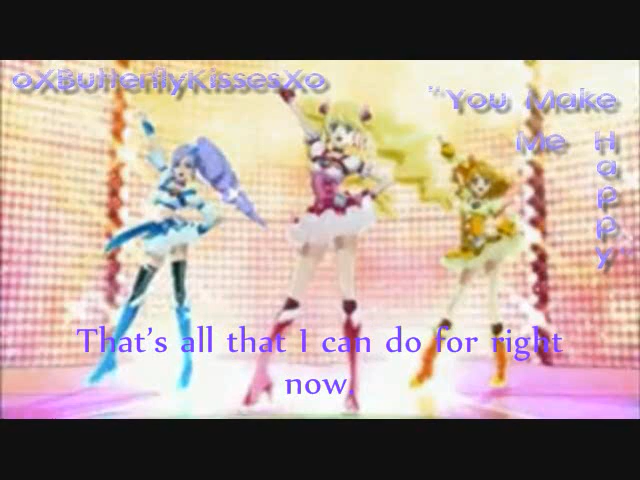 oXButterflyKissesXo
"You Make
Me Happy"
That's all that I can do for right
now.